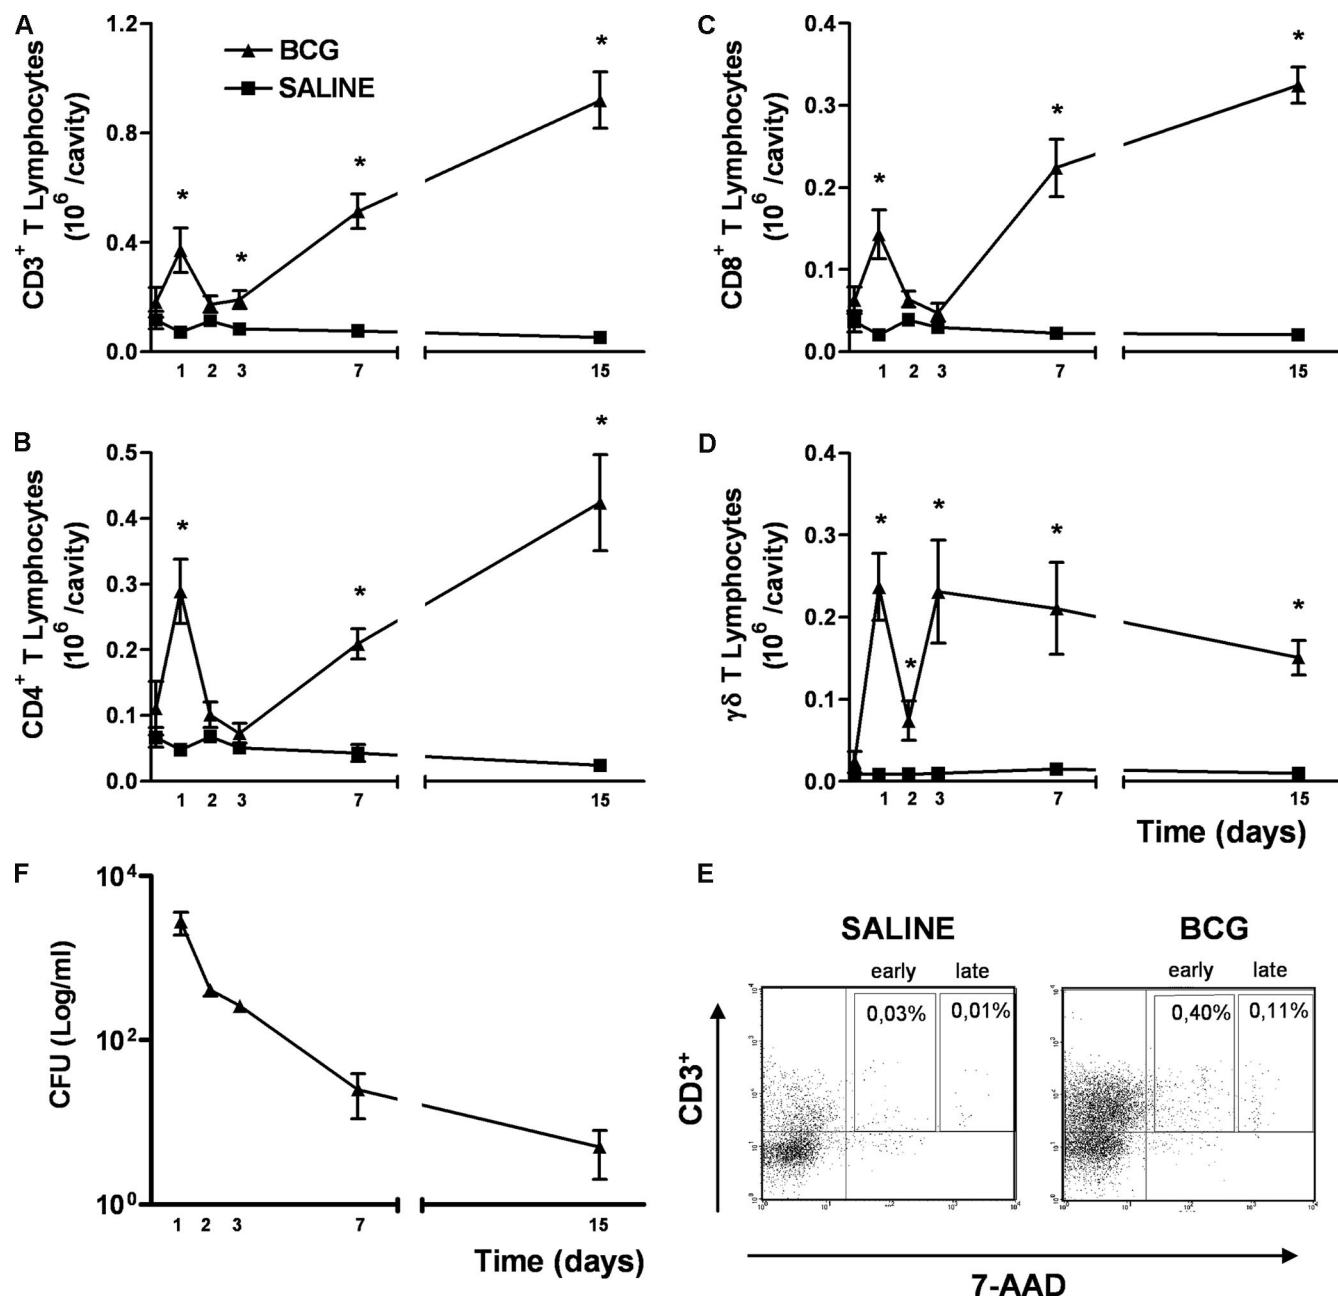 A
CD3+ T Lymphocytes
(10^6 /cavity)
1.2
0.8
0.4
0.0
BCG
SALINE
*
*
*
*
1 2 3 7 15
C
CD8+ T Lymphocytes
(10^6 /cavity)
0.4
0.3
0.2
0.1
0.0
*
*
*
1 2 3 7 15
B
CD4+ T Lymphocytes
(10^6 /cavity)
0.5
0.4
0.3
0.2
0.1
0.0
*
*
*
1 2 3 7 15
D
γδ T Lymphocytes
(10^6 /cavity)
0.4
0.3
0.2
0.1
0.0
*
*
*
*
*
1 2 3 7 15
Time (days)
F
CFU (Log/ml)
10^4
10^2
10^0
1 2 3 7 15
Time (days)
E
SALINE
early late
0,03% 0,01%
BCG
early late
0,40% 0,11%
CD3+
7-AAD